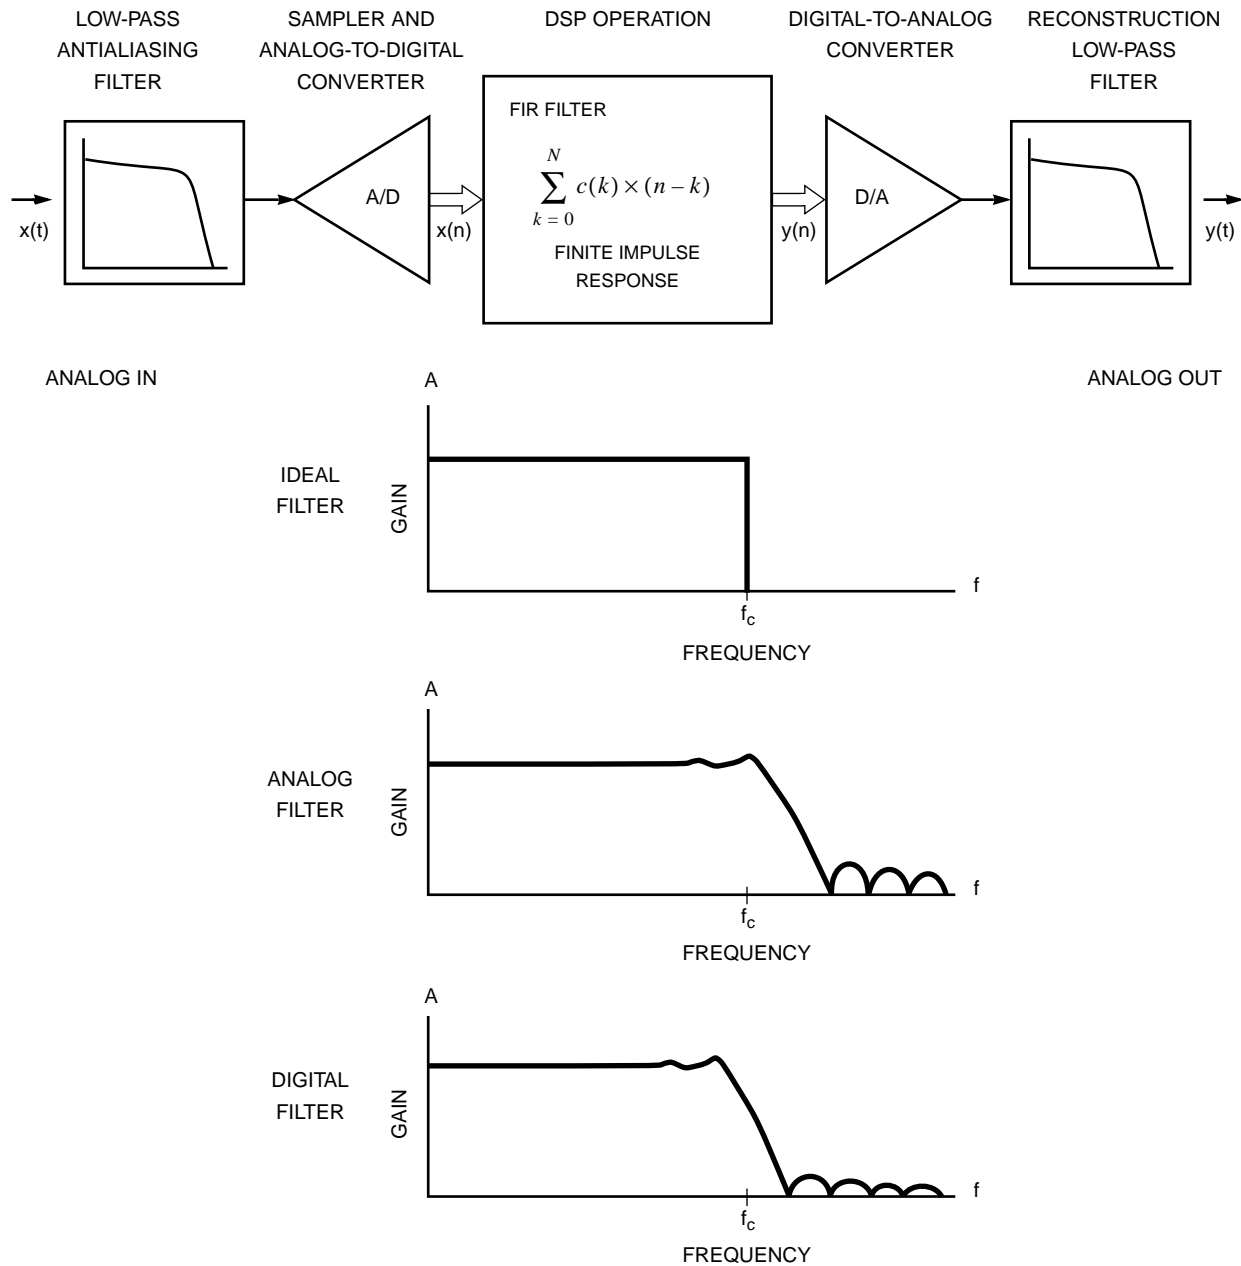 LOW-PASS
ANTIALIASING
FILTER
SAMPLER AND
ANALOG-TO-DIGITAL
CONVERTER
DSP OPERATION
DIGITAL-TO-ANALOG
CONVERTER
RECONSTRUCTION
LOW-PASS
FILTER
x(t)
A/D
x(n)
FIR FILTER
N
∑ c(k) × (n – k)
k = 0
FINITE IMPULSE
RESPONSE
y(n)
D/A
y(t)
ANALOG IN
ANALOG OUT
A
IDEAL
FILTER
GAIN
f
fc
FREQUENCY
A
ANALOG
FILTER
GAIN
f
fc
FREQUENCY
A
DIGITAL
FILTER
GAIN
f
fc
FREQUENCY